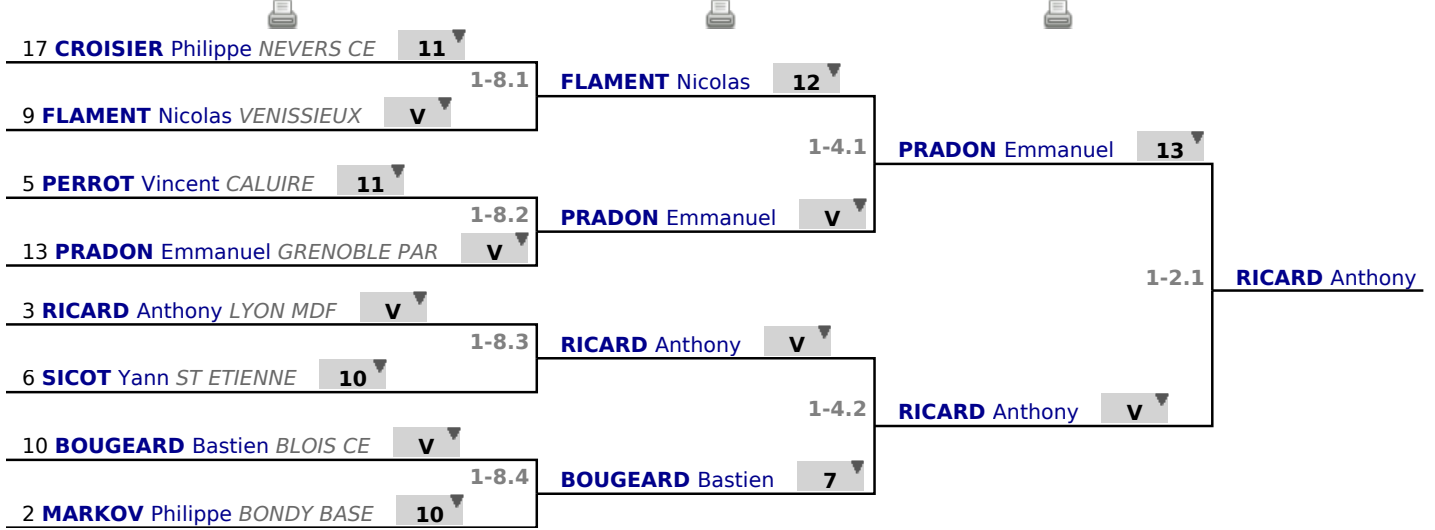 17 CROISIER Philippe NEVERS CE 11
1-8.1
FLAMENT Nicolas 12
9 FLAMENT Nicolas VENISSIEUX V
1-4.1
PRADON Emmanuel 13
5 PERROT Vincent CALUIRE 11
1-8.2
PRADON Emmanuel V
13 PRADON Emmanuel GRENOBLE PAR V
1-2.1
RICARD Anthony
3 RICARD Anthony LYON MDF V
1-8.3
RICARD Anthony V
6 SICOT Yann ST ETIENNE 10
1-4.2
RICARD Anthony V
10 BOUGEARD Bastien BLOIS CE V
1-8.4
BOUGEARD Bastien 7
2 MARKOV Philippe BONDY BASE 10